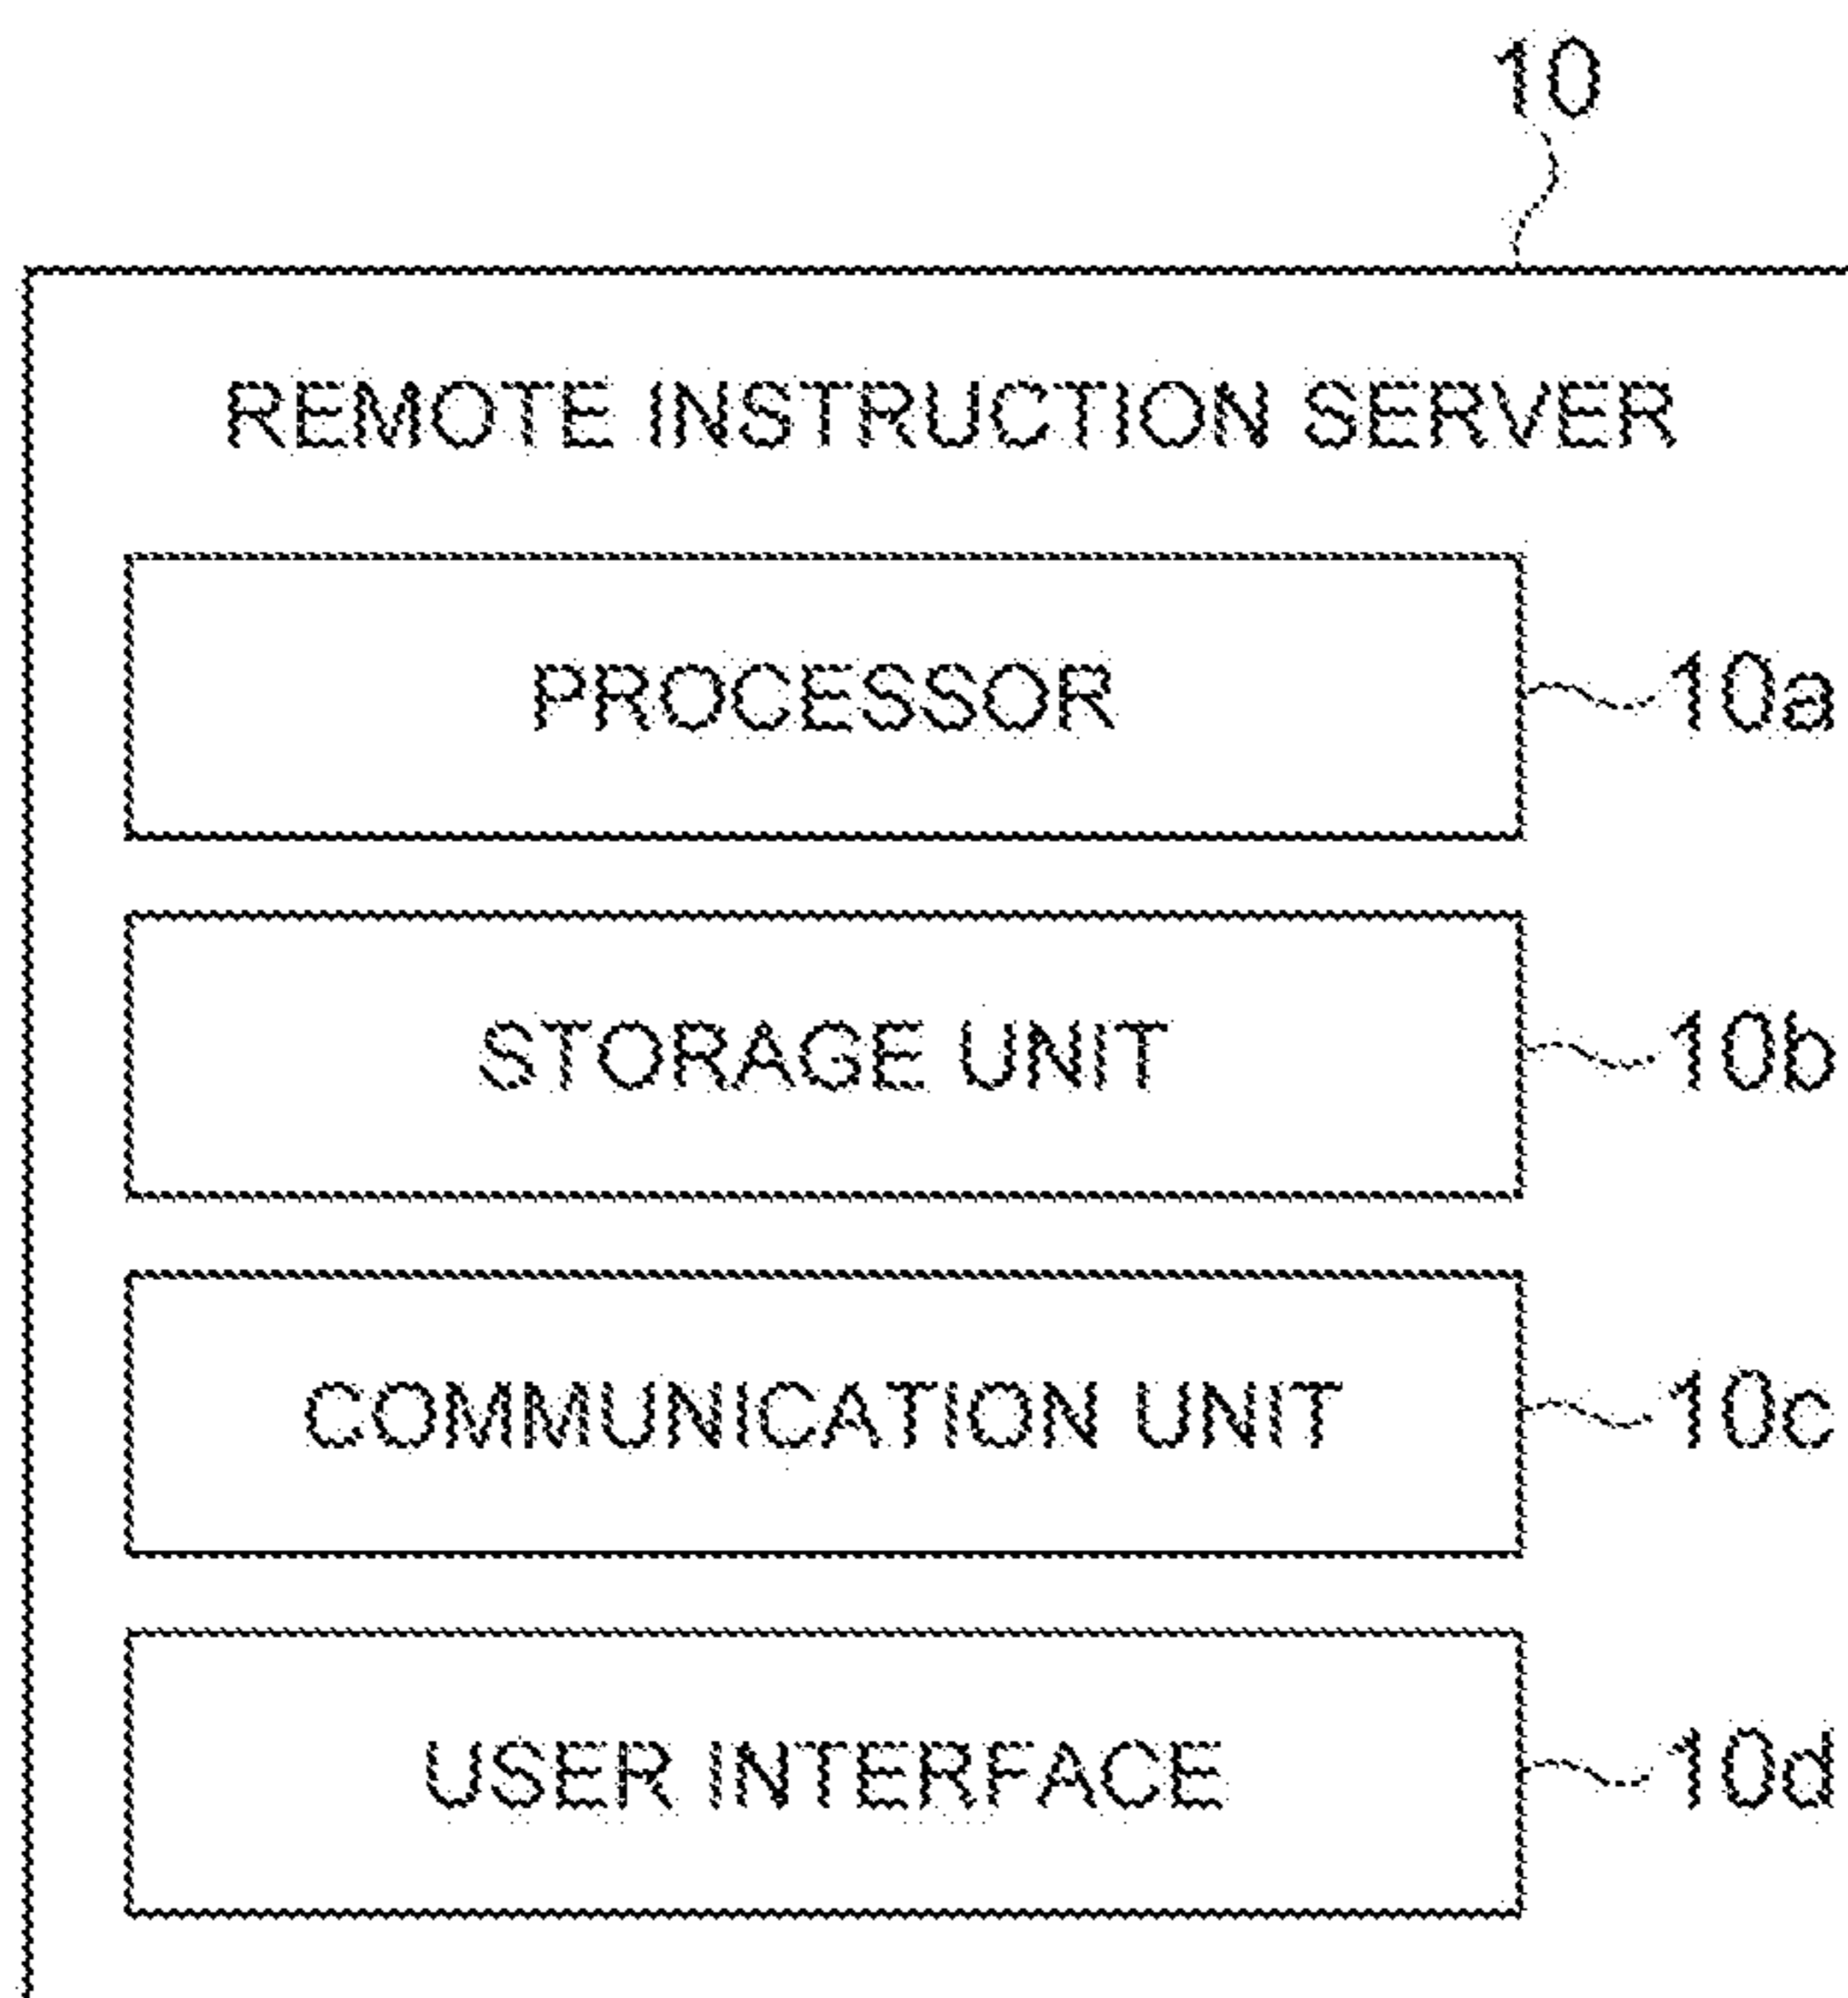 10
REMOTE INSTRUCTION SERVER
PROCESSOR 10a
STORAGE UNIT 10b
COMMUNICATION UNIT 10c
USER INTERFACE 10d